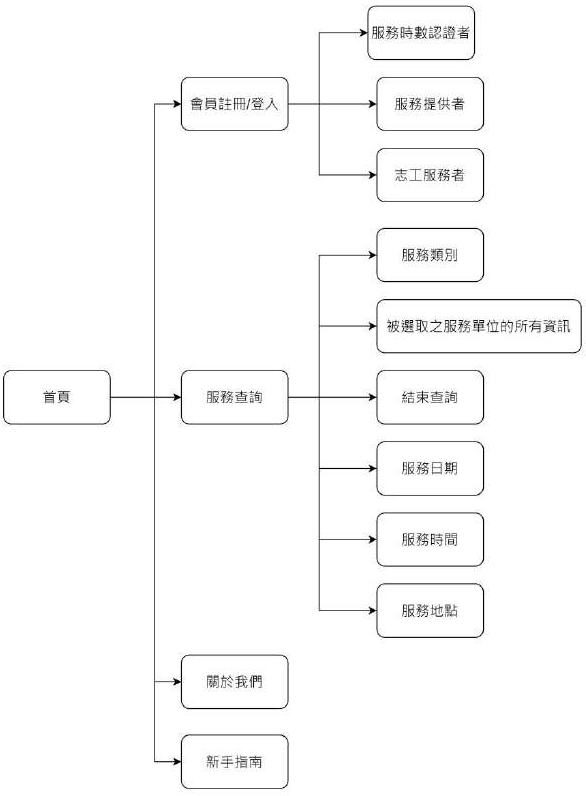 服務時數認證者
會員註冊/登入
服務提供者
志工服務者
服務類別
被選取之服務單位的所有資訊
首頁
服務查詢
結束查詢
服務日期
服務時間
服務地點
關於我們
新手指南